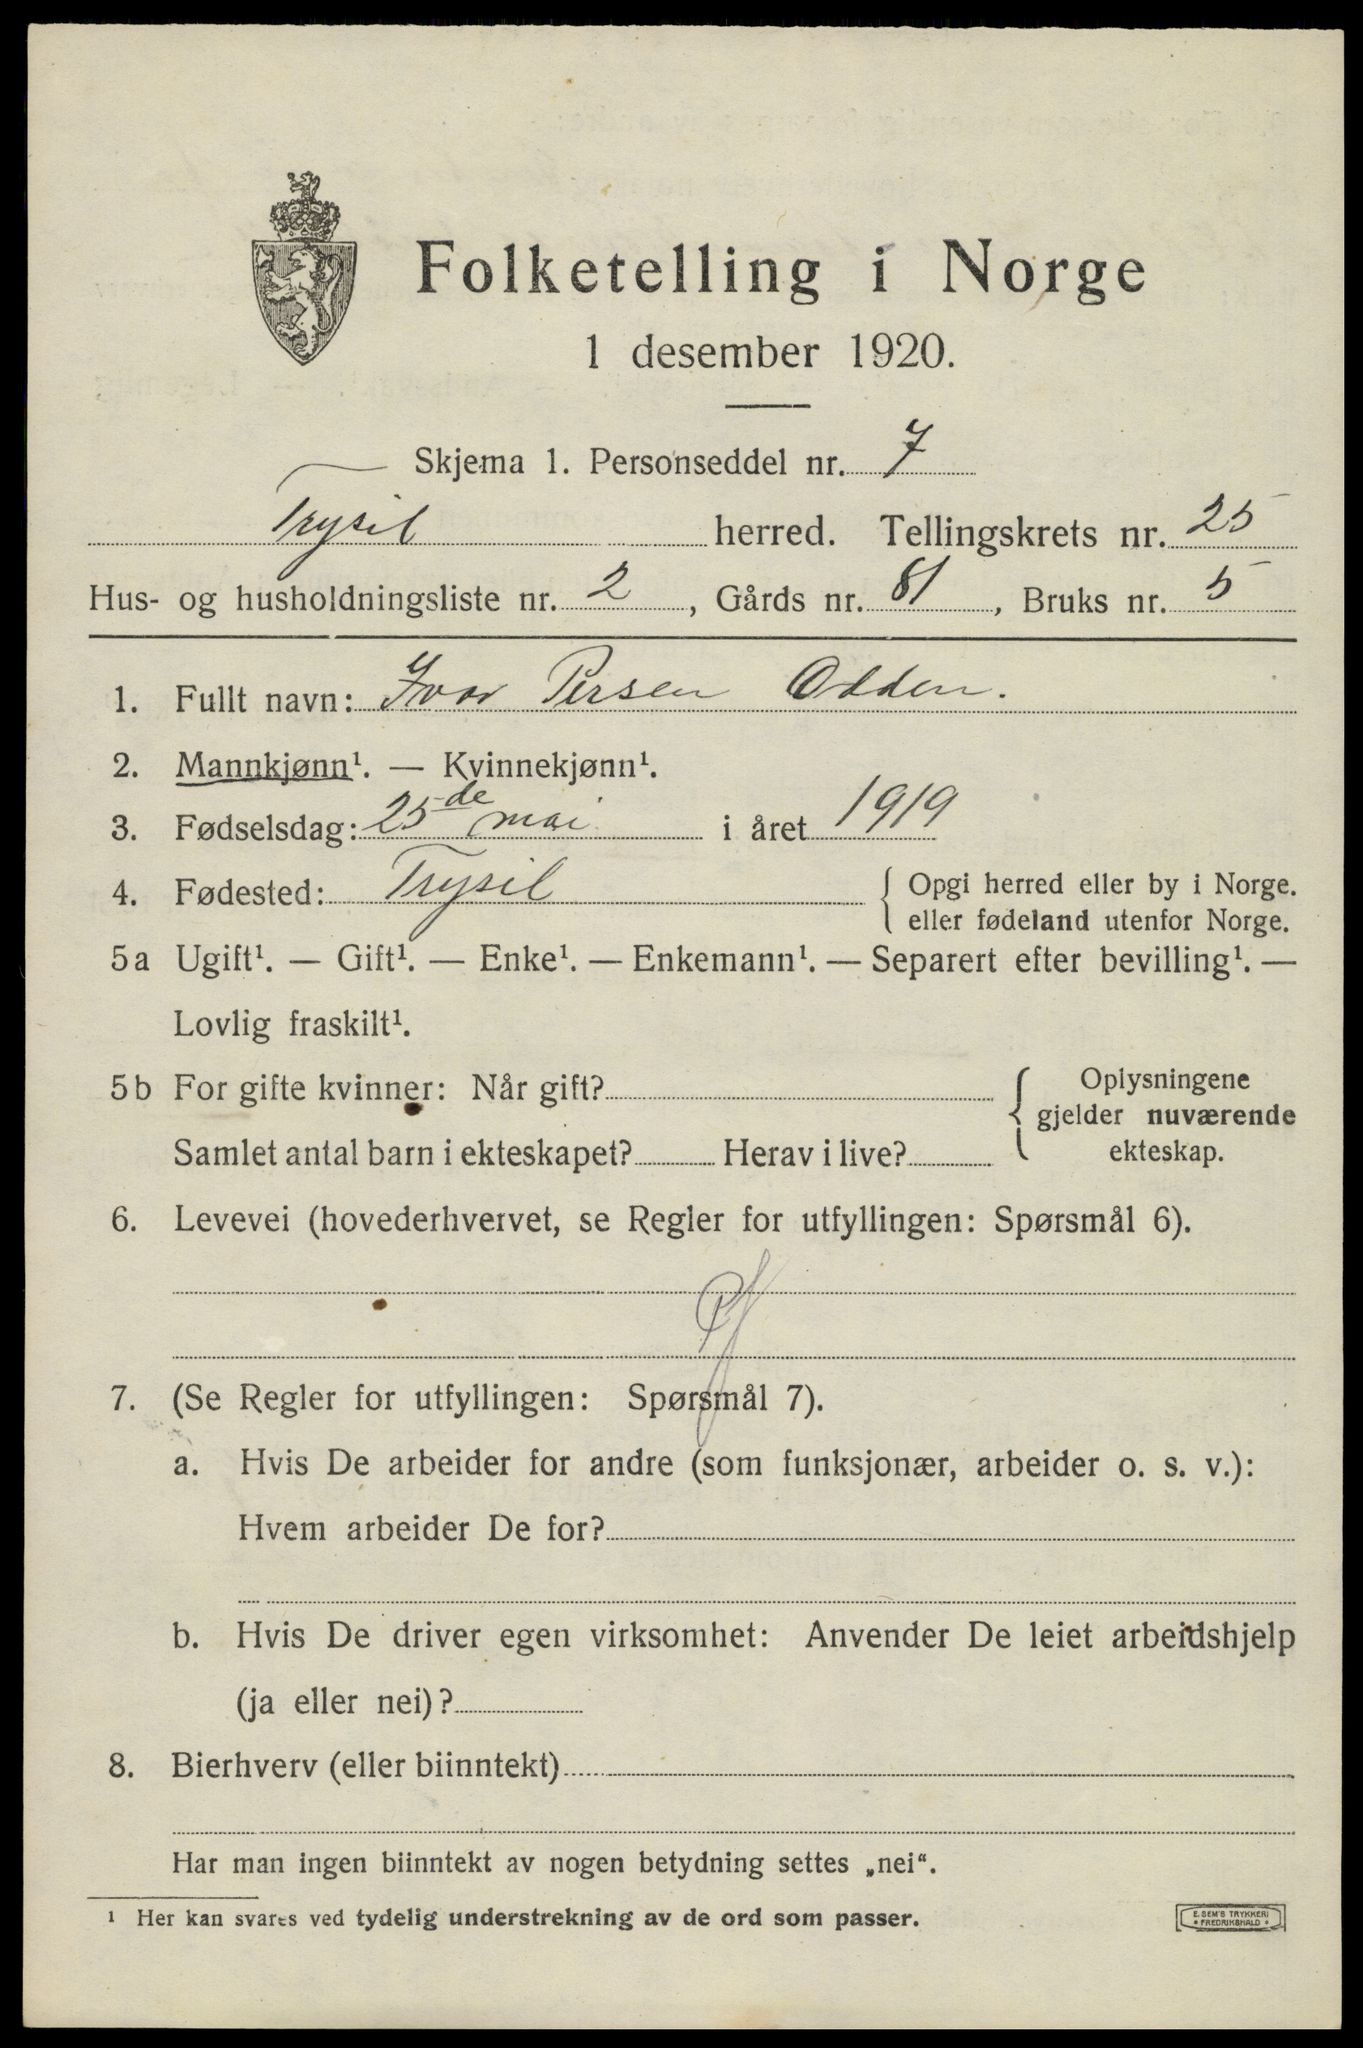 Folketelling i Norge
1 desember 1920.
Skjema 1. Personseddel nr. 7
Trysil herred. Tellingskrets nr. 25
Hus- og husholdningsliste nr. 2, Gårds nr. 81, Bruks nr. 5
1. Fullt navn: Ivar Persen Odden.
2. Mannkjønn¹. — Kvinnekjønn¹.
3. Fødselsdag: 25de mai i året 1919
4. Fødested: Trysil { Opgi herred eller by i Norge.
eller fødeland utenfor Norge.
5a Ugift¹. — Gift¹. — Enke¹. — Enkemann¹. — Separert efter bevilling¹. —
Lovlig fraskilt¹.
5b For gifte kvinner: Når gift? { Oplysningene
gjelder nuværende
Samlet antal barn i ekteskapet? Herav i live? ekteskap.
6. Levevei (hovederhvervet, se Regler for utfyllingen: Spørsmål 6).
7. (Se Regler for utfyllingen: Spørsmål 7).
a. Hvis De arbeider for andre (som funksjonær, arbeider o. s. v.):
Hvem arbeider De for?
b. Hvis De driver egen virksomhet: Anvender De leiet arbeidshjelp
(ja eller nei)?
8. Bierhverv (eller biinntekt)
Har man ingen biinntekt av nogen betydning settes „nei“.
¹ Her kan svares ved tydelig understrekning av de ord som passer.
E. SEM'S TRYKKERI
FREDRIKSHALD